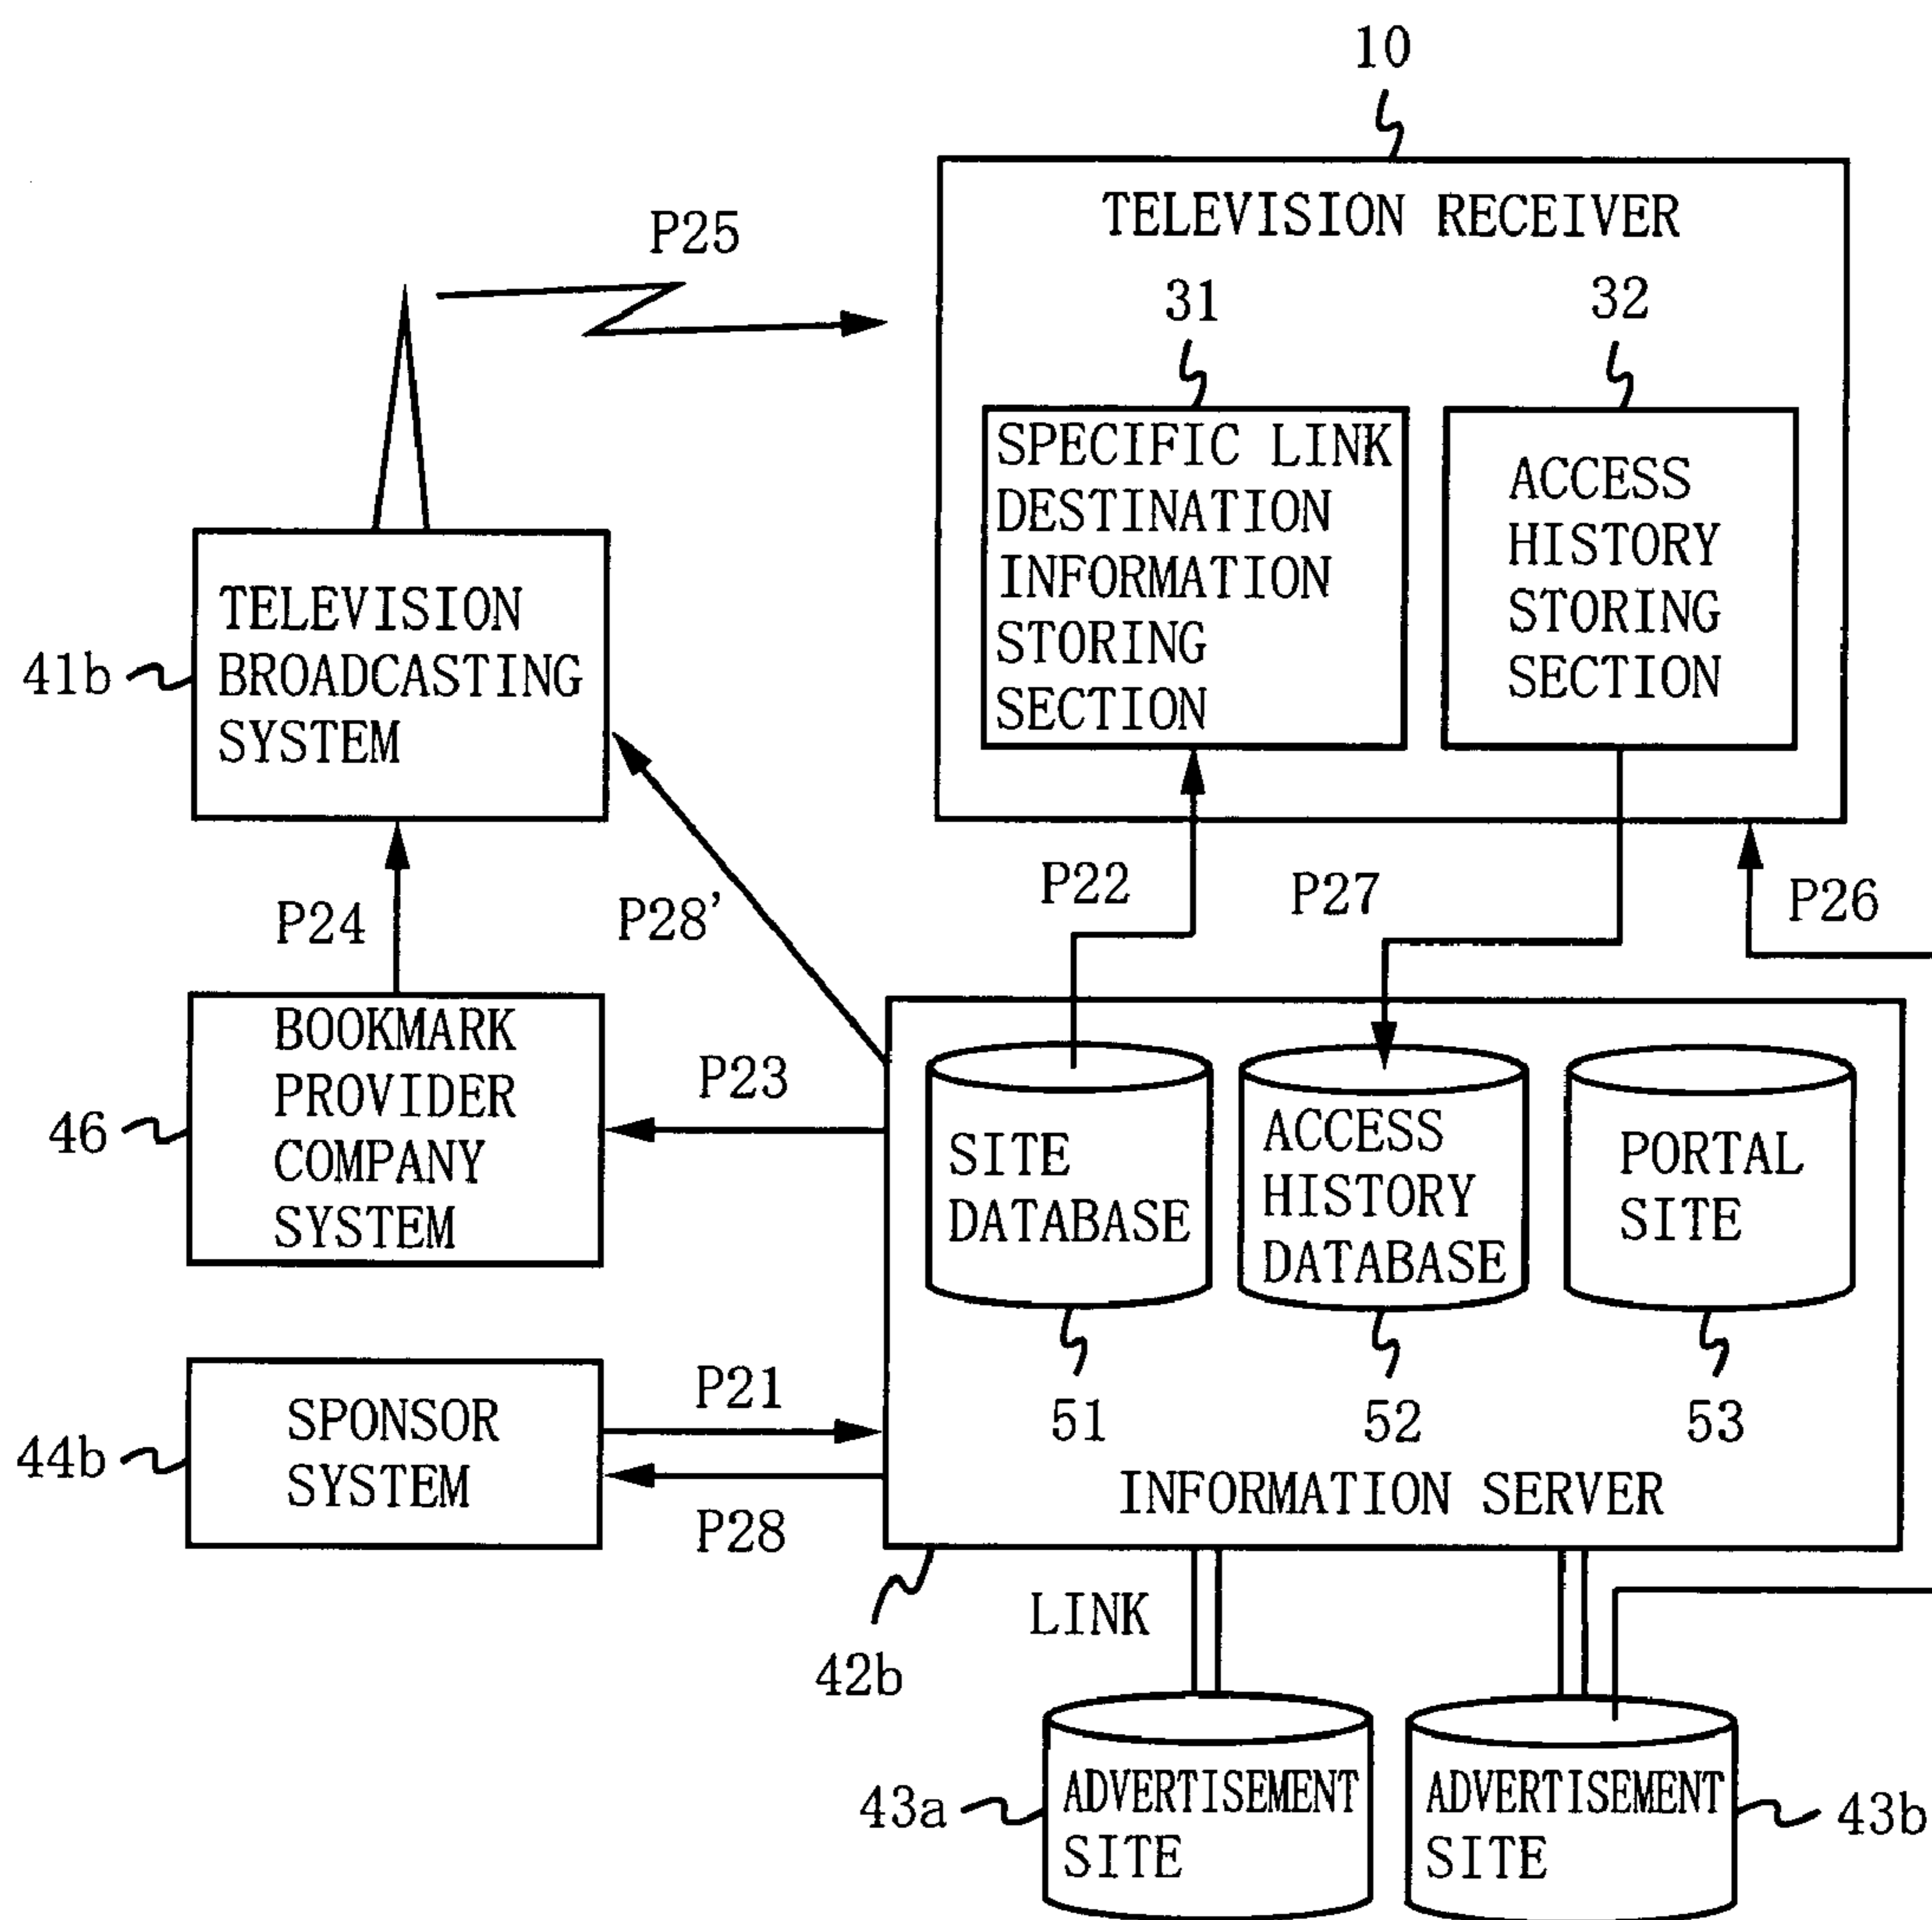 10
TELEVISION RECEIVER
P25
31
32
SPECIFIC LINK
DESTINATION
INFORMATION
STORING
SECTION
ACCESS
HISTORY
STORING
SECTION
TELEVISION
BROADCASTING
SYSTEM
41b
P24
P28'
P22
P27
P26
BOOKMARK
PROVIDER
COMPANY
SYSTEM
46
P23
SITE
DATABASE
ACCESS
HISTORY
DATABASE
PORTAL
SITE
51
52
53
SPONSOR
SYSTEM
44b
P21
P28
INFORMATION SERVER
42b
LINK
43a
ADVERTISEMENT
SITE
ADVERTISEMENT
SITE
43b